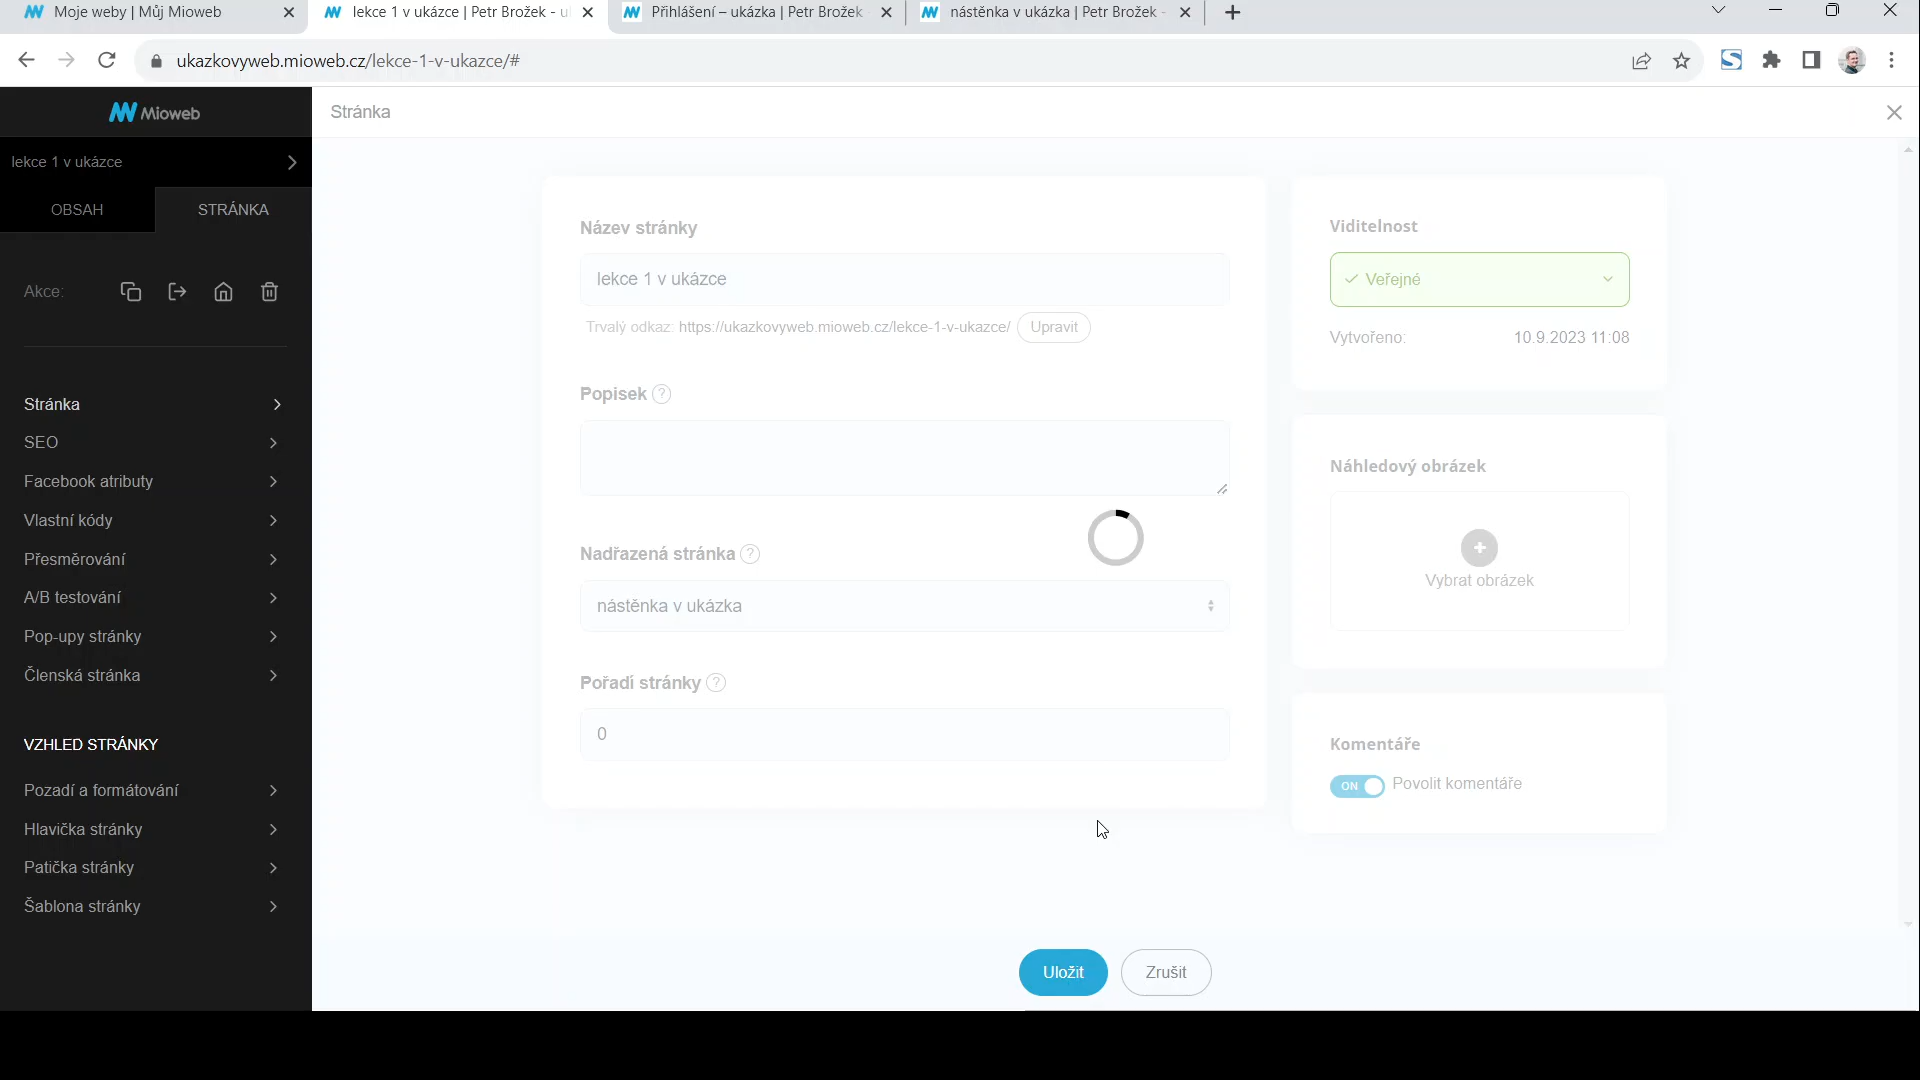 Moje weby | Můj Mioweb
lekce 1 v ukázce | Petr Brožek - u
Přihlášení – ukázka | Petr Brožek
nástěnka v ukázka | Petr Brožek -
ukazkovyweb.mioweb.cz/lekce-1-v-ukazce/#
Mioweb
lekce 1 v ukázce
OBSAH
STRÁNKA
Akce:
Stránka
SEO
Facebook atributy
Vlastní kódy
Přesměrování
A/B testování
Pop-upy stránky
Členská stránka
VZHLED STRÁNKY
Pozadí a formátování
Hlavička stránky
Patička stránky
Šablona stránky
Stránka
Název stránky
lekce 1 v ukázce
Trvalý odkaz: https://ukazkovyweb.mioweb.cz/lekce-1-v-ukazce/ Upravit
Popisek ?
Nadřazená stránka ?
nástěnka v ukázka
Pořadí stránky ?
0
Viditelnost
Veřejné
Vytvořeno: 10.9.2023 11:08
Náhledový obrázek
Vybrat obrázek
Komentáře
ON Povolit komentáře
Uložit
Zrušit